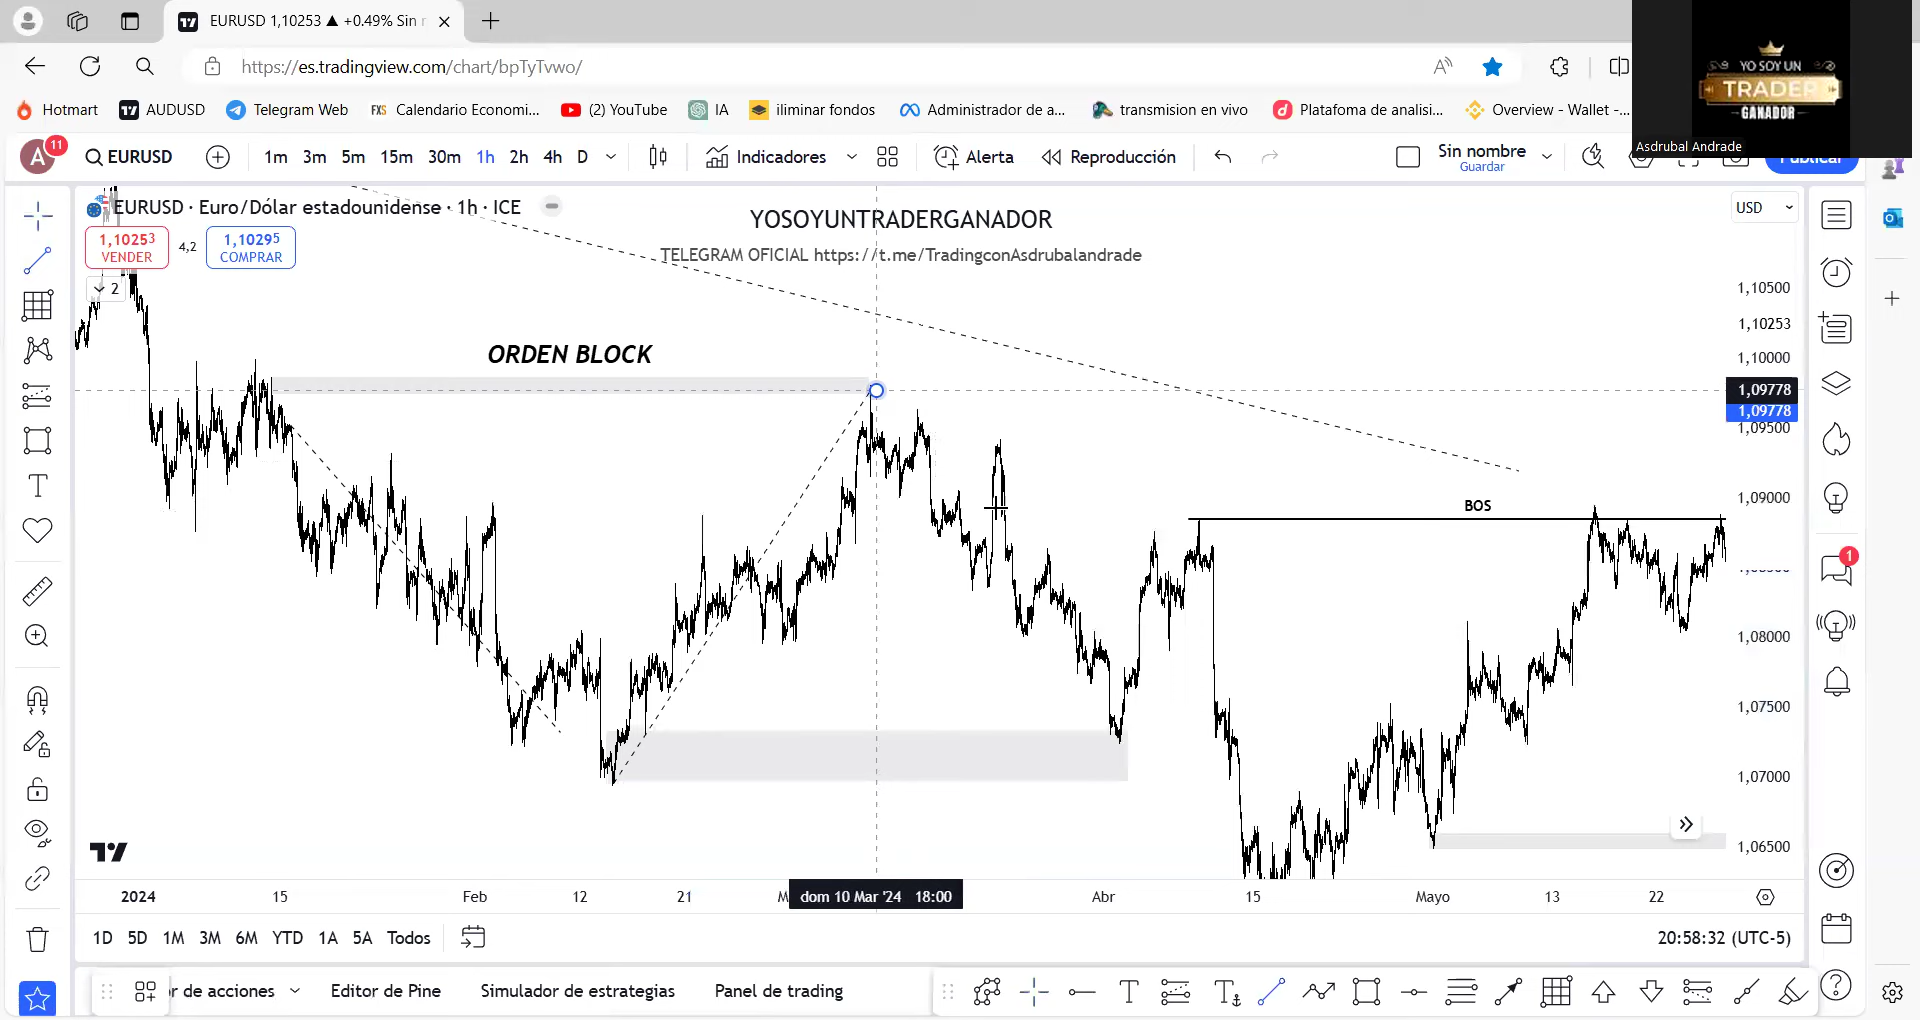 EURUSD 1,10253 ▲ +0.49% Sin
https://es.tradingview.com/chart/bpTyTvwo/
Hotmart
AUDUSD
Telegram Web
FXS Calendario Economi...
(2) YouTube
IA
iliminar fondos
Administrador de a...
transmision en vivo
Platafoma de analisi...
Overview - Wallet -...
YO SOY UN
TRADER
GANADOR
Asdrubal Andrade
A 11
EURUSD
1m 3m 5m 15m 30m 1h 2h 4h D
Indicadores
Alerta
Reproducción
Sin nombre
Guardar
Publicar
EURUSD · Euro/Dólar estadounidense · 1h · ICE
1,10253
VENDER
4,2
1,10295
COMPRAR
2
YOSOYUNTRADERGANADOR
TELEGRAM OFICIAL https://t.me/TradingconAsdrubalandrade
USD
ORDEN BLOCK
BOS
1,10500
1,10253
1,10000
1,09778
1,09778
1,09500
1,09000
1,08000
1,07500
1,07000
1,06500
1
2024 15 Feb 12 21 M dom 10 Mar '24 18:00 Abr 15 Mayo 13 22
1D 5D 1M 3M 6M YTD 1A 5A Todos
20:58:32 (UTC-5)
r de acciones
Editor de Pine
Simulador de estrategias
Panel de trading